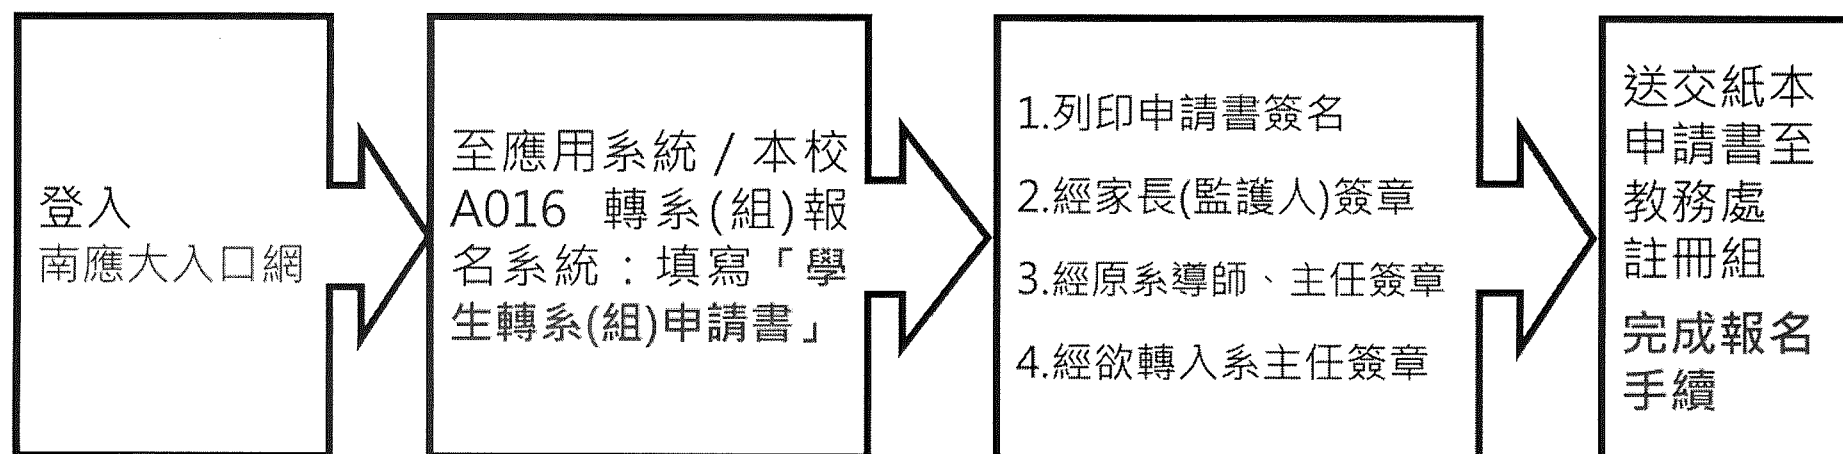 登入
南應大入口網
至應用系統 / 本校
A016 轉系(組)報
名系統：填寫「學
生轉系(組)申請書」
1.列印申請書簽名
2.經家長(監護人)簽章
3.經原系導師、主任簽章
4.經欲轉入系主任簽章
送交紙本
申請書至
教務處
註冊組
完成報名
手續